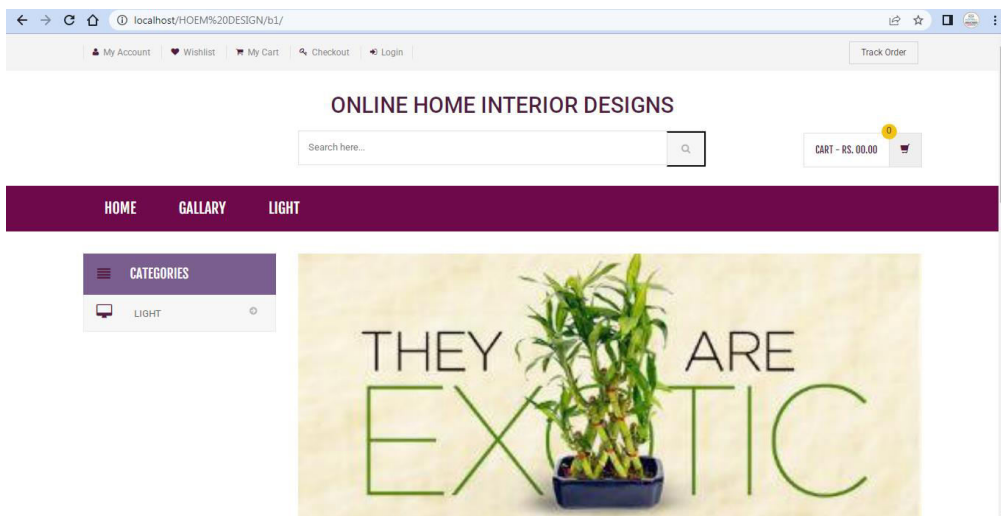 localhost/HOEM%20DESIGN/b1/
My Account Wishlist My Cart Checkout Login Track Order
ONLINE HOME INTERIOR DESIGNS
0
Search here... CART - RS. 00.00
HOME GALLARY LIGHT
CATEGORIES
LIGHT
THEY ARE
EXOTIC